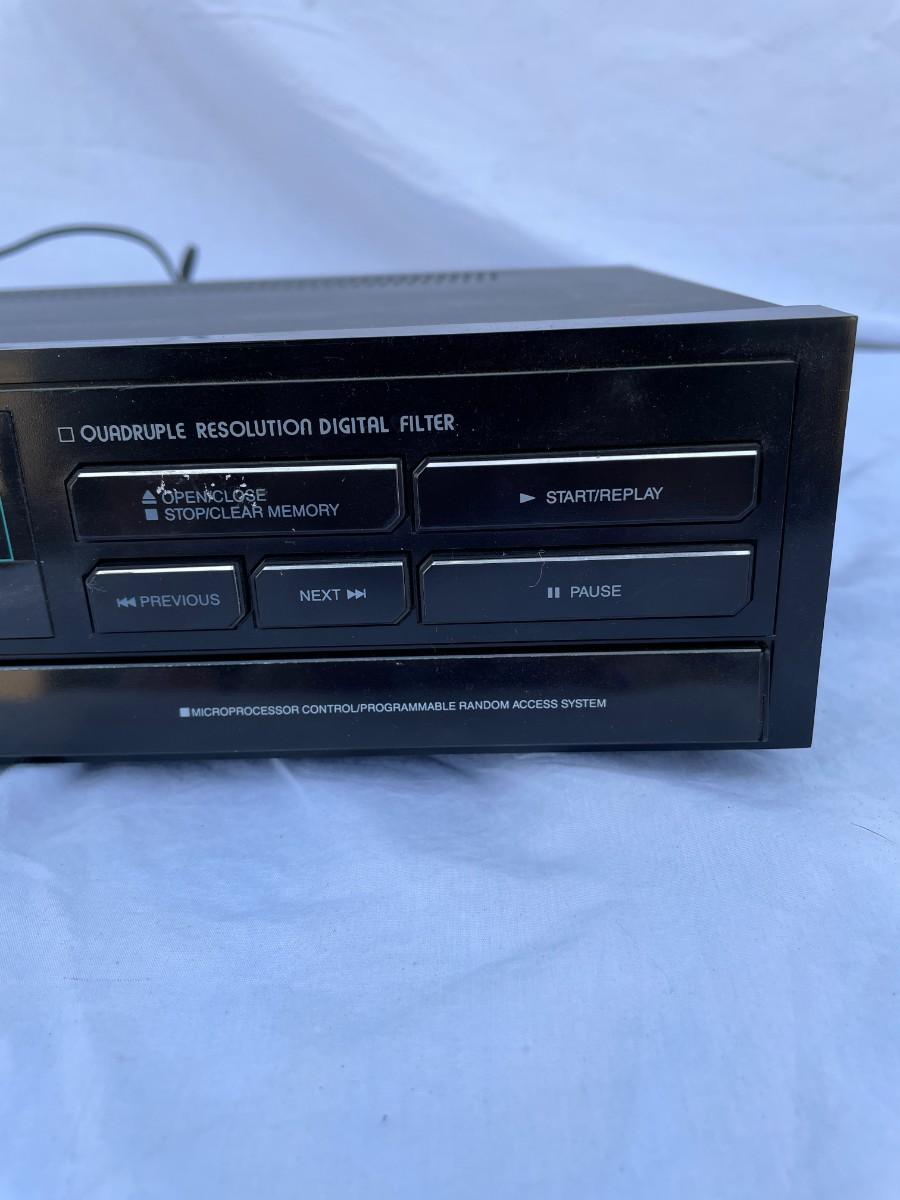 QUADRUPLE RESOLUTION DIGITAL FILTER
OPEN/CLOSE
STOP/CLEAR MEMORY
START/REPLAY
PREVIOUS
NEXT
PAUSE
MICROPROCESSOR CONTROL/PROGRAMMABLE RANDOM ACCESS SYSTEM